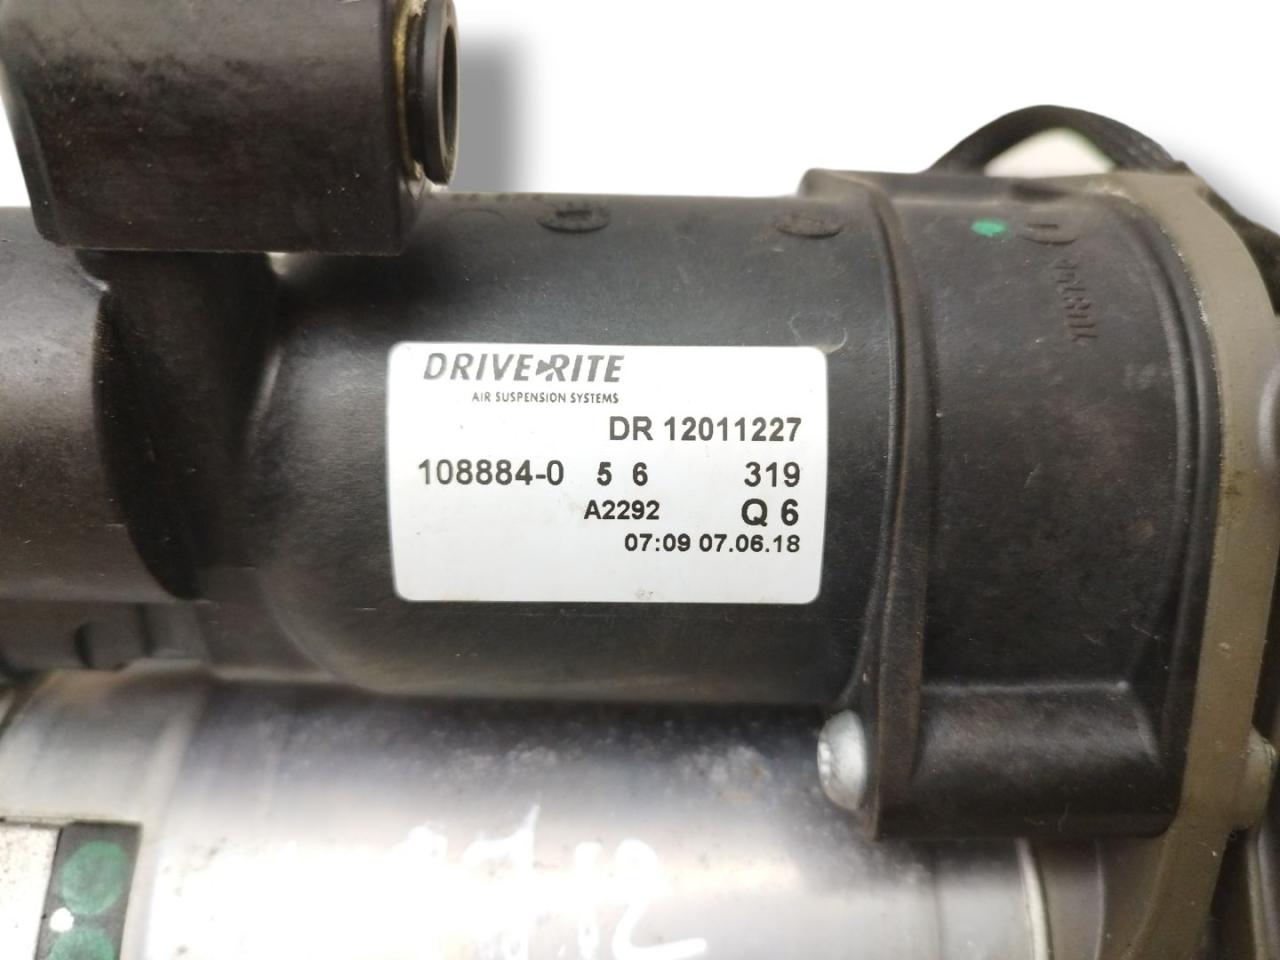 DRIVE RITE
AIR SUSPENSION SYSTEMS
DR 12011227
108884-0 5 6 319
A2292 Q 6
07:09 07.06.18